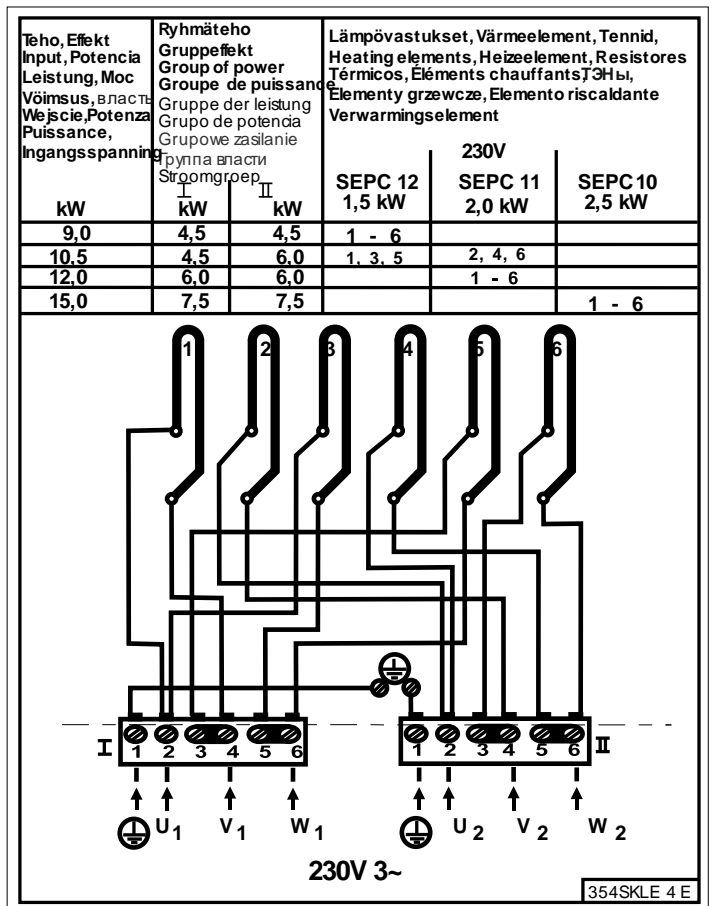 Teho, Effekt
Input, Potencia
Leistung, Moc
Vöimsus, власть
Wejscie,Potenza
Puissance,
Ingangsspanning
kW
Ryhmäteho
Gruppeffekt
Group of power
Groupe de puissance
Gruppe der leistung
Grupo de potencia
Grupowe zasilanie
Группа власти
Stroomgroep
I II
kW kW
Lämpövastukset, Värmeelement, Tennid,
Heating elements, Heizeelement, Resistores
Térmicos, Éléments chauffants,ТЭНы,
Elementy grzewcze, Elemento riscaldante
Verwarmingselement
230V
SEPC 12 SEPC 11 SEPC10
1,5 kW 2,0 kW 2,5 kW
9,0 4,5 4,5 1 - 6
10,5 4,5 6,0 1, 3, 5 2, 4, 6
12,0 6,0 6,0 1 - 6
15,0 7,5 7,5 1 - 6
1 2 3 4 5 6
I 1 2 3 4 5 6 1 2 3 4 5 6 II
U1 V1 W1 U2 V2 W2
230V 3~
354SKLE 4 E